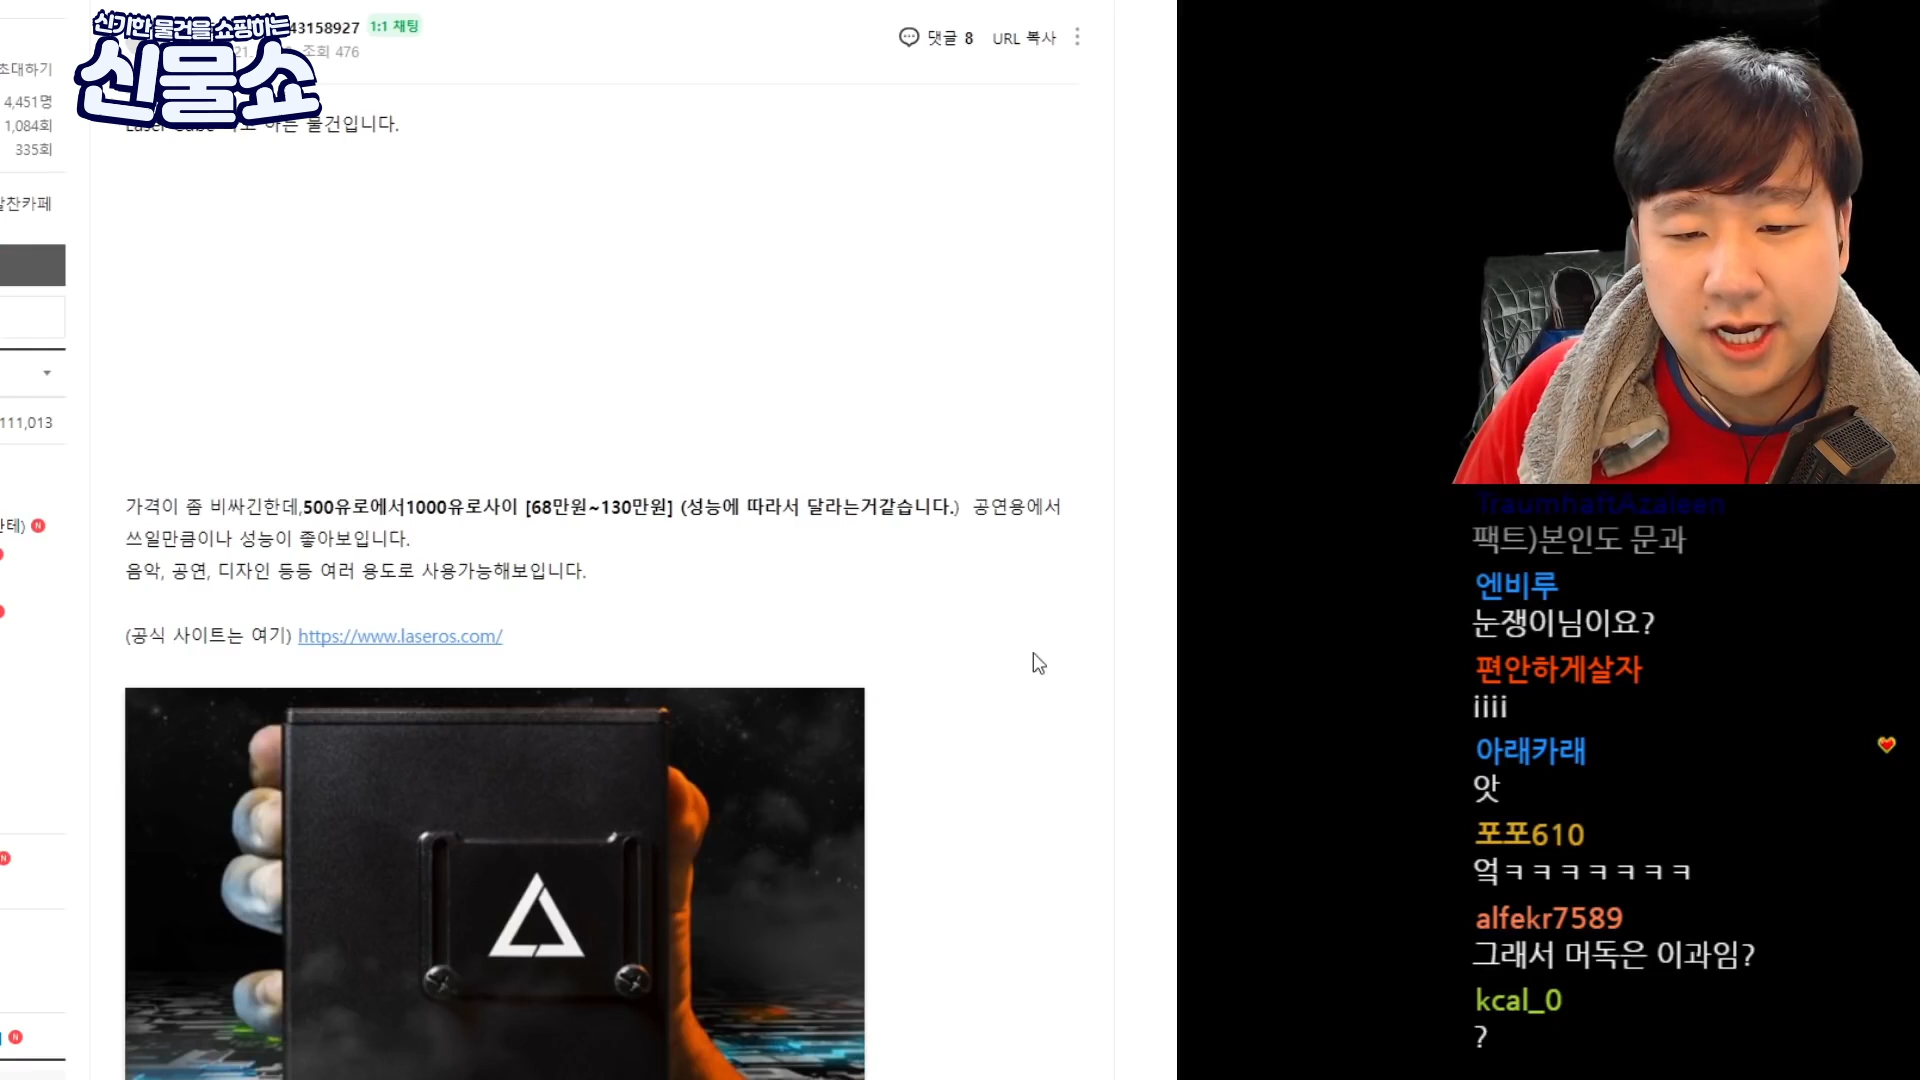 신기한 물건을 쇼핑하는
신물쇼
43158927 1:1 채팅
21. 조회 476
댓글 8 URL 복사
초대하기
4,451명
1,084회
335회
카페
111,013
Laser Cube 라고 하는 물건입니다.
가격이 좀 비싸긴한데,500유로에서1000유로사이 [68만원~130만원] (성능에 따라서 달라는거같습니다.) 공연용에서
쓰일만큼이나 성능이 좋아보입니다.
음악, 공연, 디자인 등등 여러 용도로 사용가능해보입니다.
(공식 사이트는 여기) https://www.laseros.com/
N
N
N
TraumhattAzaleen
팩트)본인도 문과
엔비루
눈쟁이님이요?
편안하게살자
iiii
아래카래
앗
포포610
엌ㅋㅋㅋㅋㅋㅋㅋ
alfekr7589
그래서 머독은 이과임?
kcal_0
?